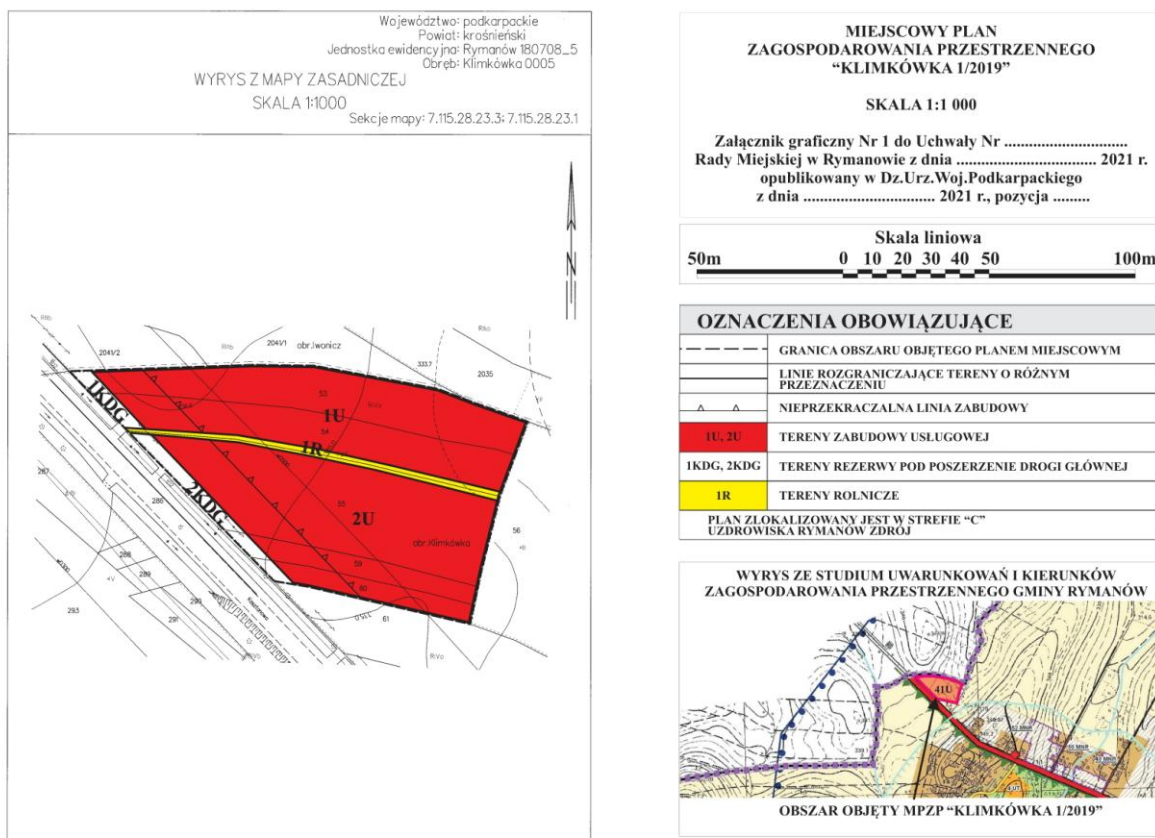 Województwo: podkarpackie
Powiat: krośnieński
Jednostka ewidencyjna: Rymanów 180708_5
Obręb: Klimkówka 0005
WYRYS Z MAPY ZASADNICZEJ
SKALA 1:1000
Sekcje mapy: 7.115.28.23.3; 7.115.28.23.1
N
2041/2
2041/1
obr.Iwonicz
2035
1KDG
53
1U
54
1R
287
286
2KDG
55
2U
56
obr.Klimkówka
288
59
289
60
293
290
291
61
MIEJSCOWY PLAN
ZAGOSPODAROWANIA PRZESTRZENNEGO
“KLIMKÓWKA 1/2019”
SKALA 1:1 000
Załącznik graficzny Nr 1 do Uchwały Nr ..............................
Rady Miejskiej w Rymanowie z dnia .................................. 2021 r.
opublikowany w Dz.Urz.Woj.Podkarpackiego
z dnia ................................ 2021 r., pozycja .........
Skala liniowa
50m 0 10 20 30 40 50 100m
OZNACZENIA OBOWIĄZUJĄCE
GRANICA OBSZARU OBJĘTEGO PLANEM MIEJSCOWYM
LINIE ROZGRANICZAJĄCE TERENY O RÓŻNYM
PRZEZNACZENIU
NIEPRZEKRACZALNA LINIA ZABUDOWY
1U, 2U TERENY ZABUDOWY USŁUGOWEJ
1KDG, 2KDG TERENY REZERWY POD POSZERZENIE DROGI GŁÓWNEJ
1R TERENY ROLNICZE
PLAN ZLOKALIZOWANY JEST W STREFIE “C”
UZDROWISKA RYMANÓW ZDRÓJ
WYRYS ZE STUDIUM UWARUNKOWAŃ I KIERUNKÓW
ZAGOSPODAROWANIA PRZESTRZENNEGO GMINY RYMANÓW
41U
OBSZAR OBJĘTY MPZP “KLIMKÓWKA 1/2019”